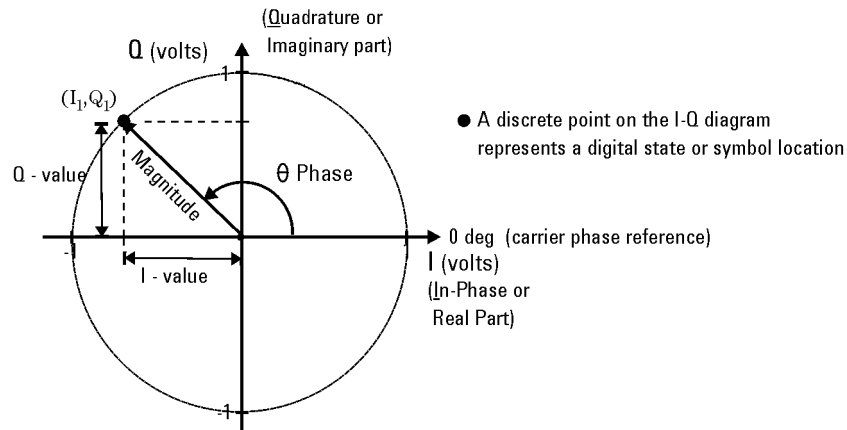 (Quadrature or
Q (volts)
Imaginary part)
1
(I₁,Q₁)
● A discrete point on the I-Q diagram
represents a digital state or symbol location
Q - value
Magnitude
θ Phase
0 deg (carrier phase reference)
-1
1
I (volts)
I - value
(In-Phase or
Real Part)
-1